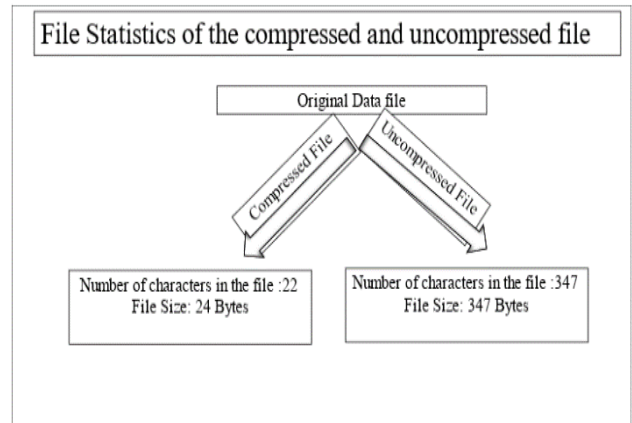 File Statistics of the compressed and uncompressed file
Original Data file
Compressed File
Uncompressed File
Number of characters in the file :22
File Size: 24 Bytes
Number of characters in the file :347
File Size: 347 Bytes